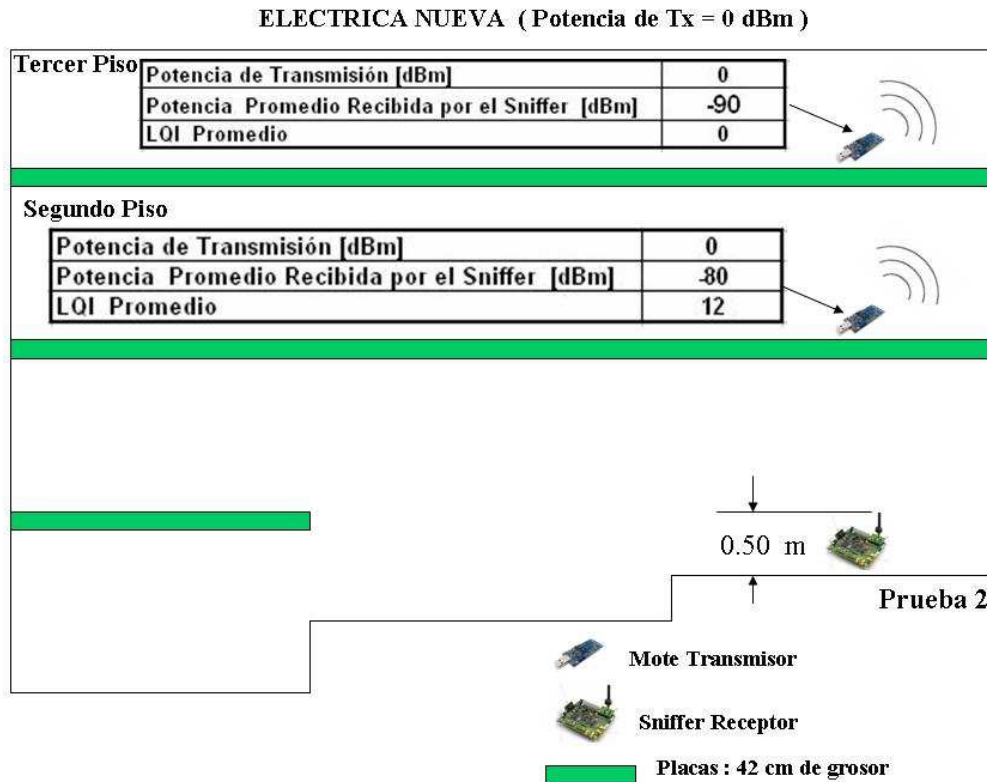 ELECTRICA NUEVA ( Potencia de Tx = 0 dBm )
Tercer Piso
Potencia de Transmisión [dBm] 0
Potencia Promedio Recibida por el Sniffer [dBm] -90
LQI Promedio 0
Segundo Piso
Potencia de Transmisión [dBm] 0
Potencia Promedio Recibida por el Sniffer [dBm] -80
LQI Promedio 12
0.50 m
Prueba 2
Mote Transmisor
Sniffer Receptor
Placas : 42 cm de grosor